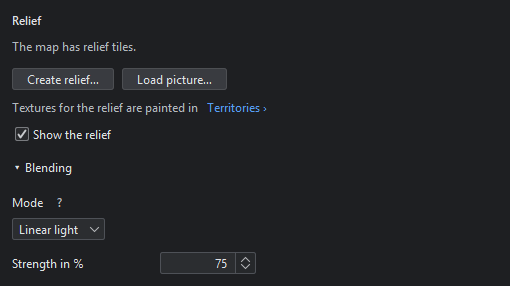 Relief
The map has relief tiles.
Create relief... Load picture...
Textures for the relief are painted in Territories ›
Show the relief
Blending
Mode ?
Linear light
Strength in % 75